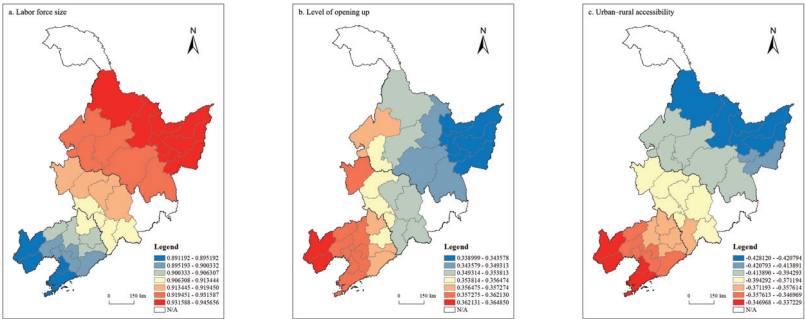 a. Labor force size
N
Legend
0.891192 - 0.895192
0.895193 - 0.900332
0.900333 - 0.906307
0.906308 - 0.913444
0.913445 - 0.919450
0.919451 - 0.931587
0.931588 - 0.945656
N/A
150 km
b. Level of opening up
N
Legend
0.338999 - 0.343578
0.343579 - 0.349313
0.349314 - 0.353813
0.353814 - 0.356474
0.356475 - 0.357274
0.357275 - 0.362130
0.362131 - 0.364850
N/A
150 km
c. Urban-rural accessibility
N
Legend
-0.428120 - -0.420794
-0.420793 - -0.413891
-0.413890 - -0.394293
-0.394292 - -0.371194
-0.371193 - -0.357614
-0.357613 - -0.346969
-0.346968 - -0.337229
N/A
150 km